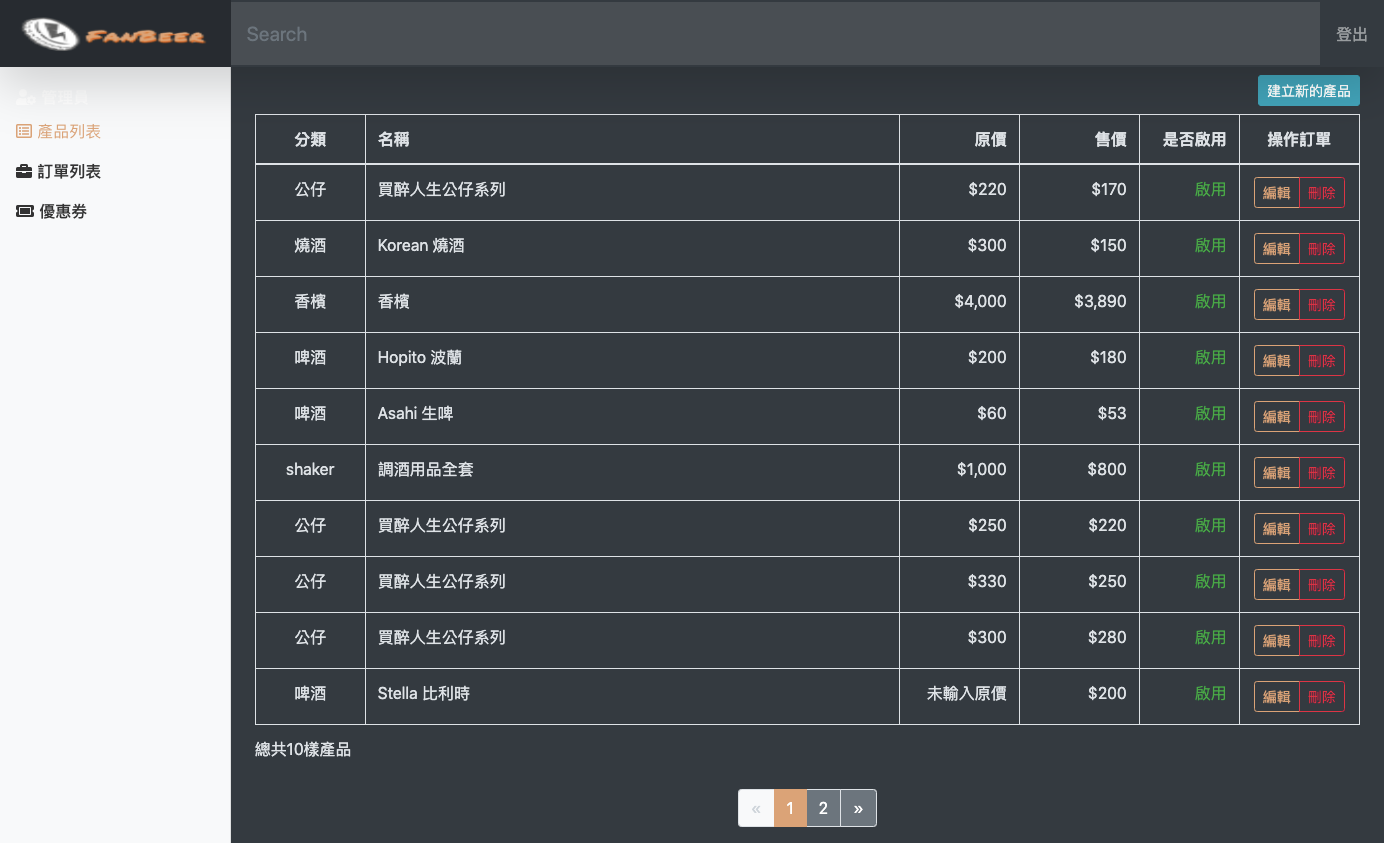 FANBEER
Search
登出
管理員
產品列表
訂單列表
優惠券
建立新的產品
分類 名稱 原價 售價 是否啟用 操作訂單
公仔 買醉人生公仔系列 $220 $170 啟用 編輯 刪除
燒酒 Korean 燒酒 $300 $150 啟用 編輯 刪除
香檳 香檳 $4,000 $3,890 啟用 編輯 刪除
啤酒 Hopito 波蘭 $200 $180 啟用 編輯 刪除
啤酒 Asahi 生啤 $60 $53 啟用 編輯 刪除
shaker 調酒用品全套 $1,000 $800 啟用 編輯 刪除
公仔 買醉人生公仔系列 $250 $220 啟用 編輯 刪除
公仔 買醉人生公仔系列 $330 $250 啟用 編輯 刪除
公仔 買醉人生公仔系列 $300 $280 啟用 編輯 刪除
啤酒 Stella 比利時 未輸入原價 $200 啟用 編輯 刪除
總共10樣產品
« 1 2 »